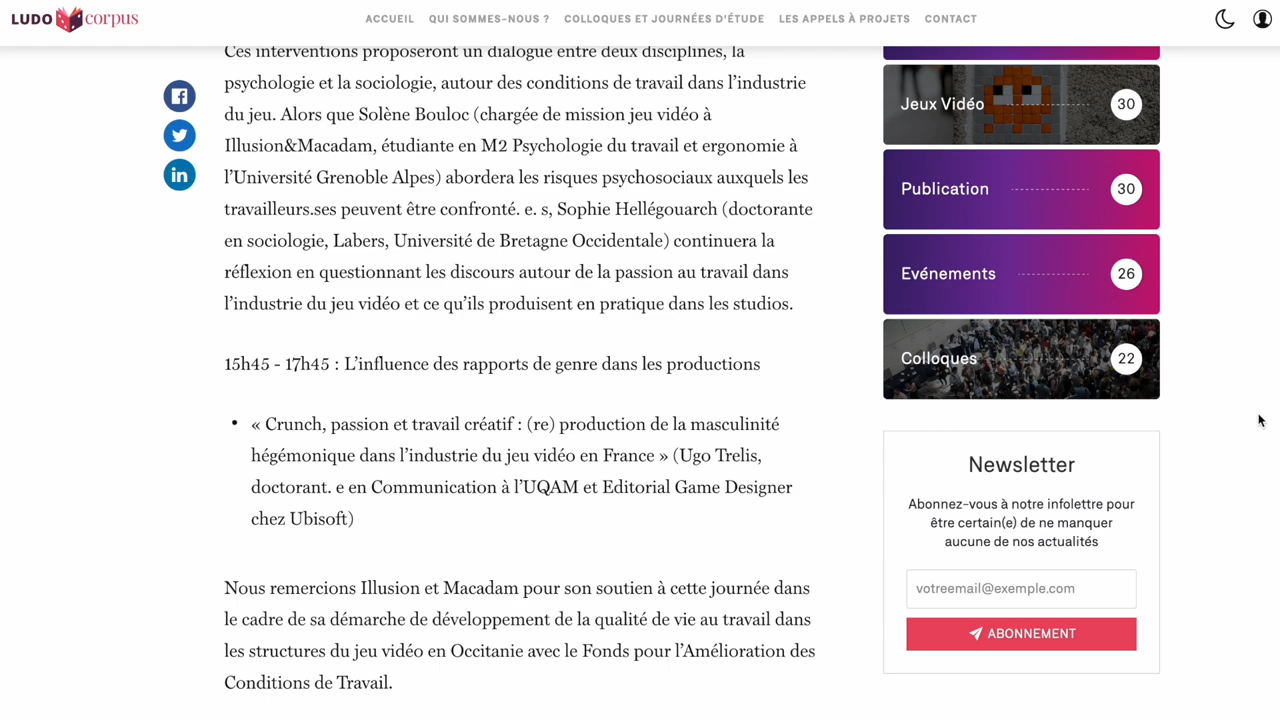 LUDO corpus
ACCUEIL QUI SOMMES-NOUS ? COLLOQUES ET JOURNÉES D'ÉTUDE LES APPELS À PROJETS CONTACT
Ces interventions proposeront un dialogue entre deux disciplines, la
psychologie et la sociologie, autour des conditions de travail dans l'industrie
du jeu. Alors que Solène Bouloc (chargée de mission jeu vidéo à
Illusion&Macadam, étudiante en M2 Psychologie du travail et ergonomie à
l'Université Grenoble Alpes) abordera les risques psychosociaux auxquels les
travailleurs.ses peuvent être confronté. e. s, Sophie Hellégouarch (doctorante
en sociologie, Labers, Université de Bretagne Occidentale) continuera la
réflexion en questionnant les discours autour de la passion au travail dans
l'industrie du jeu vidéo et ce qu'ils produisent en pratique dans les studios.
15h45 - 17h45 : L'influence des rapports de genre dans les productions
• « Crunch, passion et travail créatif : (re) production de la masculinité
hégémonique dans l'industrie du jeu vidéo en France » (Ugo Trelis,
doctorant. e en Communication à l'UQAM et Editorial Game Designer
chez Ubisoft)
Nous remercions Illusion et Macadam pour son soutien à cette journée dans
le cadre de sa démarche de développement de la qualité de vie au travail dans
les structures du jeu vidéo en Occitanie avec le Fonds pour l'Amélioration des
Conditions de Travail.
Jeux Vidéo 30
Publication 30
Evénements 26
Colloques 22
Newsletter
Abonnez-vous à notre infolettre pour
être certain(e) de ne manquer
aucune de nos actualités
votreemail@exemple.com
ABONNEMENT